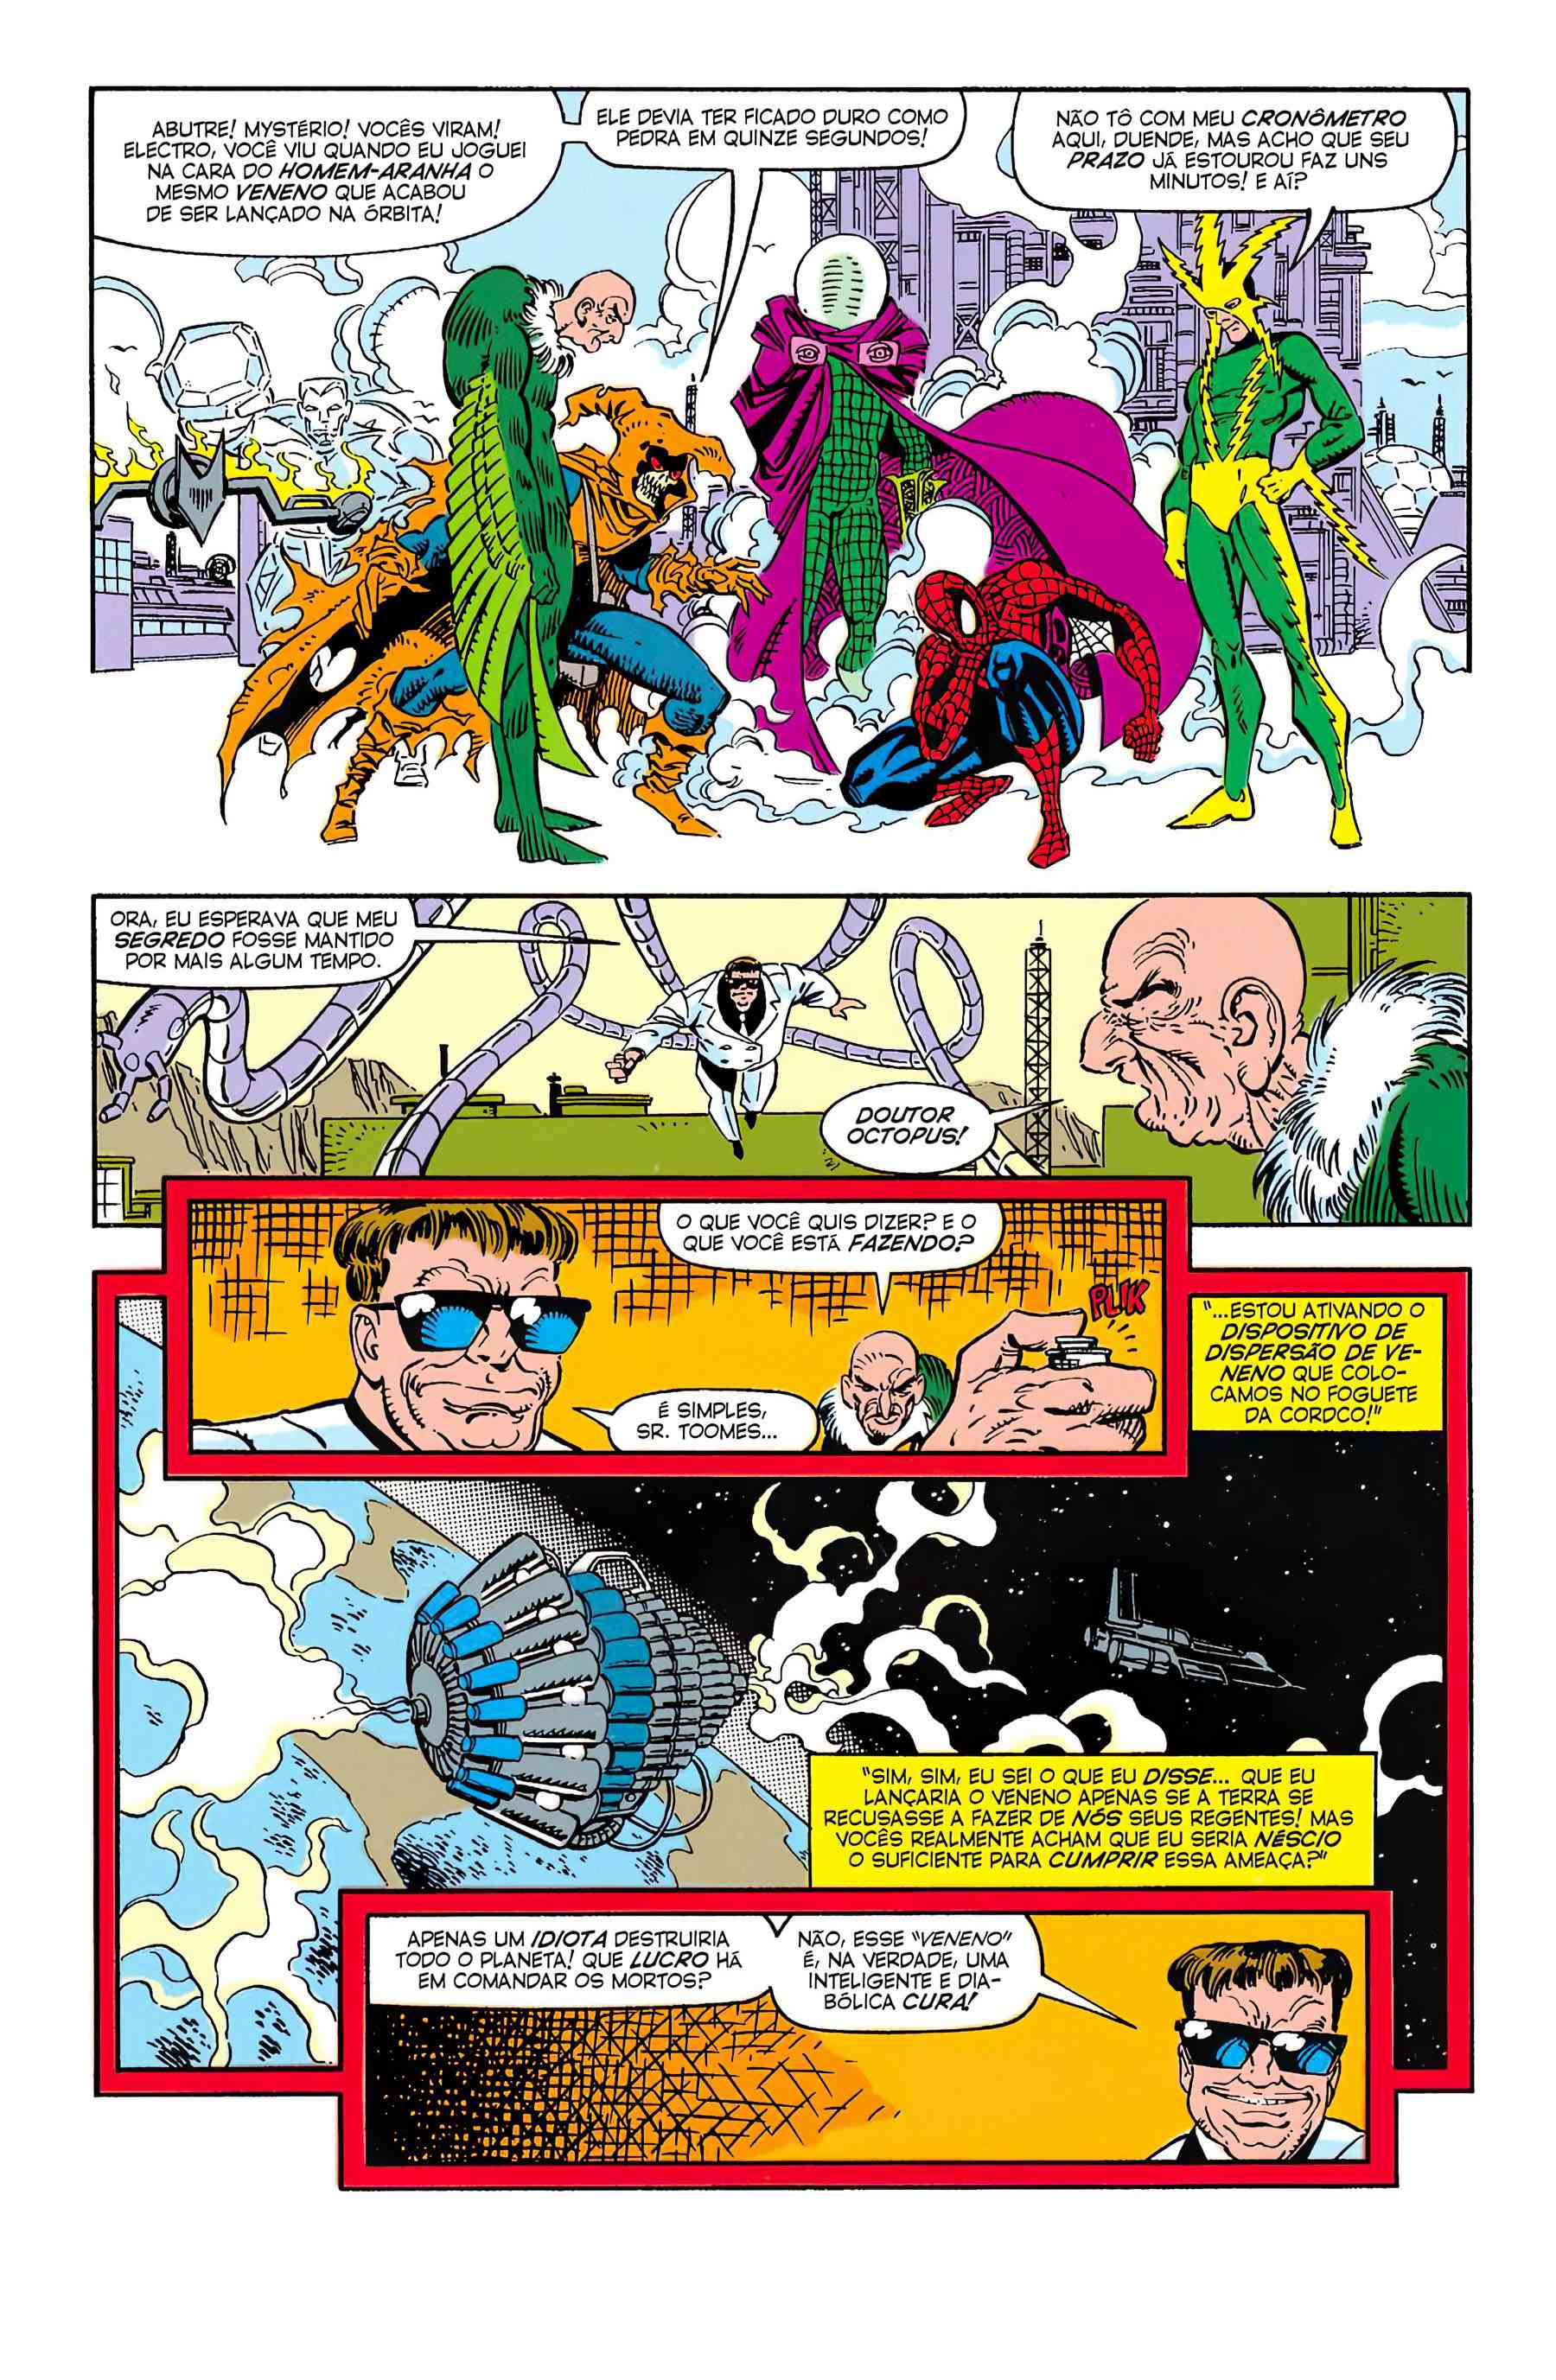 ABUTRE! MYSTÉRIO! VOCÊS VIRAM!
ELECTRO, VOCÊ VIU QUANDO EU JOGUEI
NA CARA DO HOMEM-ARANHA O
MESMO VENENO QUE ACABOU
DE SER LANÇADO NA ÓRBITA!
ELE DEVIA TER FICADO DURO COMO
PEDRA EM QUINZE SEGUNDOS!
NÃO TÔ COM MEU CRONÔMETRO
AQUI, DUENDE, MAS ACHO QUE SEU
PRAZO JÁ ESTOUROU FAZ UNS
MINUTOS! E AÍ?
ORA, EU ESPERAVA QUE MEU
SEGREDO FOSSE MANTIDO
POR MAIS ALGUM TEMPO.
DOUTOR
OCTOPUS!
O QUE VOCÊ QUIS DIZER? E O
QUE VOCÊ ESTÁ FAZENDO?
PLIK
É SIMPLES,
SR. TOOMES...
"...ESTOU ATIVANDO O
DISPOSITIVO DE
DISPERSÃO DE VE-
NENO QUE COLO-
CAMOS NO FOGUETE
DA CORDCO!"
"SIM, SIM, EU SEI O QUE EU DISSE... QUE EU
LANÇARIA O VENENO APENAS SE A TERRA SE
RECUSASSE A FAZER DE NÓS SEUS REGENTES! MAS
VOCÊS REALMENTE ACHAM QUE EU SERIA NÉSCIO
O SUFICIENTE PARA CUMPRIR ESSA AMEAÇA?"
APENAS UM IDIOTA DESTRUIRIA
TODO O PLANETA! QUE LUCRO HÁ
EM COMANDAR OS MORTOS?
NÃO, ESSE "VENENO"
É, NA VERDADE, UMA
INTELIGENTE E DIA-
BÓLICA CURA!